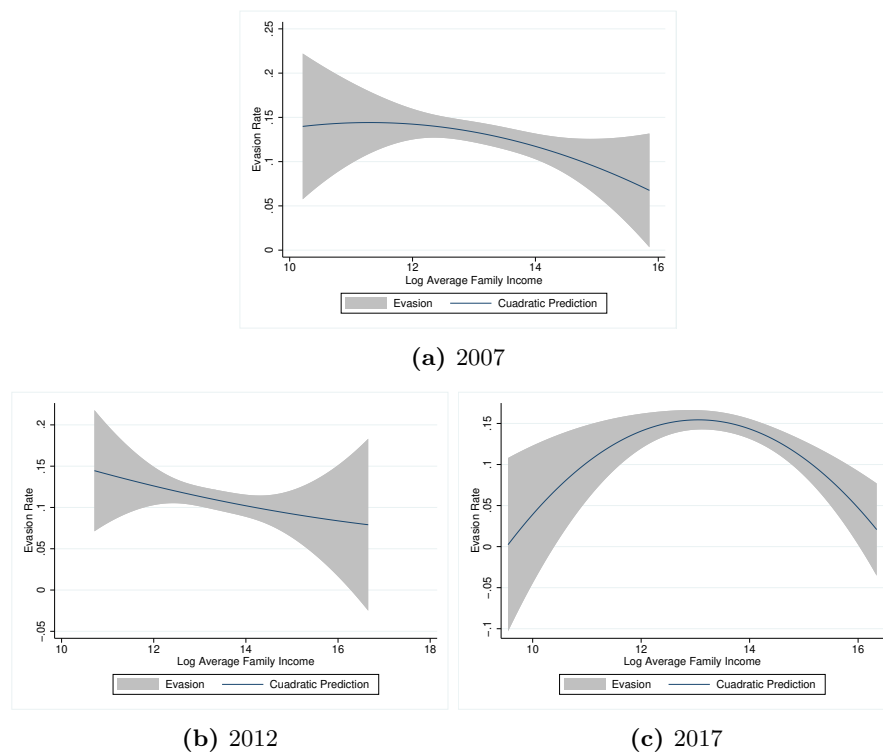 .25
.2
.15
.1
.05
0
Evasion Rate
10 12 14 16
Log Average Family Income
Evasion Cuadratic Prediction
(a) 2007
.2
.15
.1
.05
0
-.05
Evasion Rate
10 12 14 16 18
Log Average Family Income
Evasion Cuadratic Prediction
(b) 2012
.15
.1
.05
0
-.05
-.1
Evasion Rate
10 12 14 16
Log Average Family Income
Evasion Cuadratic Prediction
(c) 2017